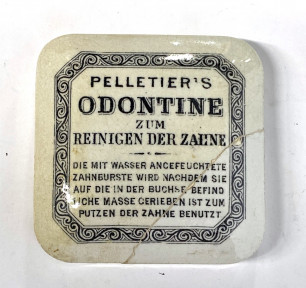 PELLETIER'S
ODONTINE
ZUM
REINIGEN DER ZAHNE
DIE MIT WASSER ANGEFEUCHTETE
ZAHNBURSTE WIRD NACHDEM SIE
AUF DIE IN DER BUCHSE BEFIND
LICHE MASSE GERIEBEN IST ZUM
PUTZEN DER ZAHNE BENUTZT